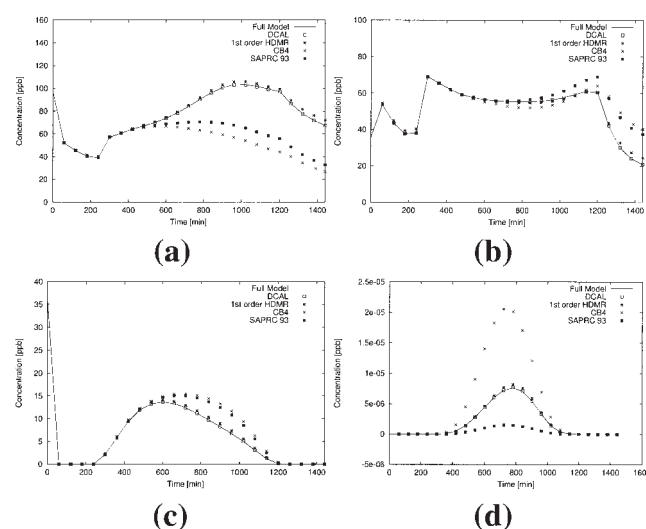 160
140
120
100
80
60
40
20
0
Concentration [ppb]
Full Model
DCAL
1st order HDMR
CB4
SAPRC 93
0 200 400 600 800 1000 1200 1400
Time [min]
(a)
100
80
60
40
20
0
Concentration [ppb]
Full Model
DCAL
1st order HDMR
CB4
SAPRC 93
0 200 400 600 800 1000 1200 1400
Time [min]
(b)
40
35
30
25
20
15
10
5
0
Concentration [ppb]
Full Model
DCAL
1st order HDMR
CB4
SAPRC 93
0 200 400 600 800 1000 1200 1400
Time [min]
(c)
2.5e-05
2e-05
1.5e-05
1e-05
5e-06
0
-5e-06
Concentration [ppb]
Full Model
DCAL
1st order HDMR
CB4
SAPRC 93
0 200 400 600 800 1000 1200 1400 160
Time [min]
(d)